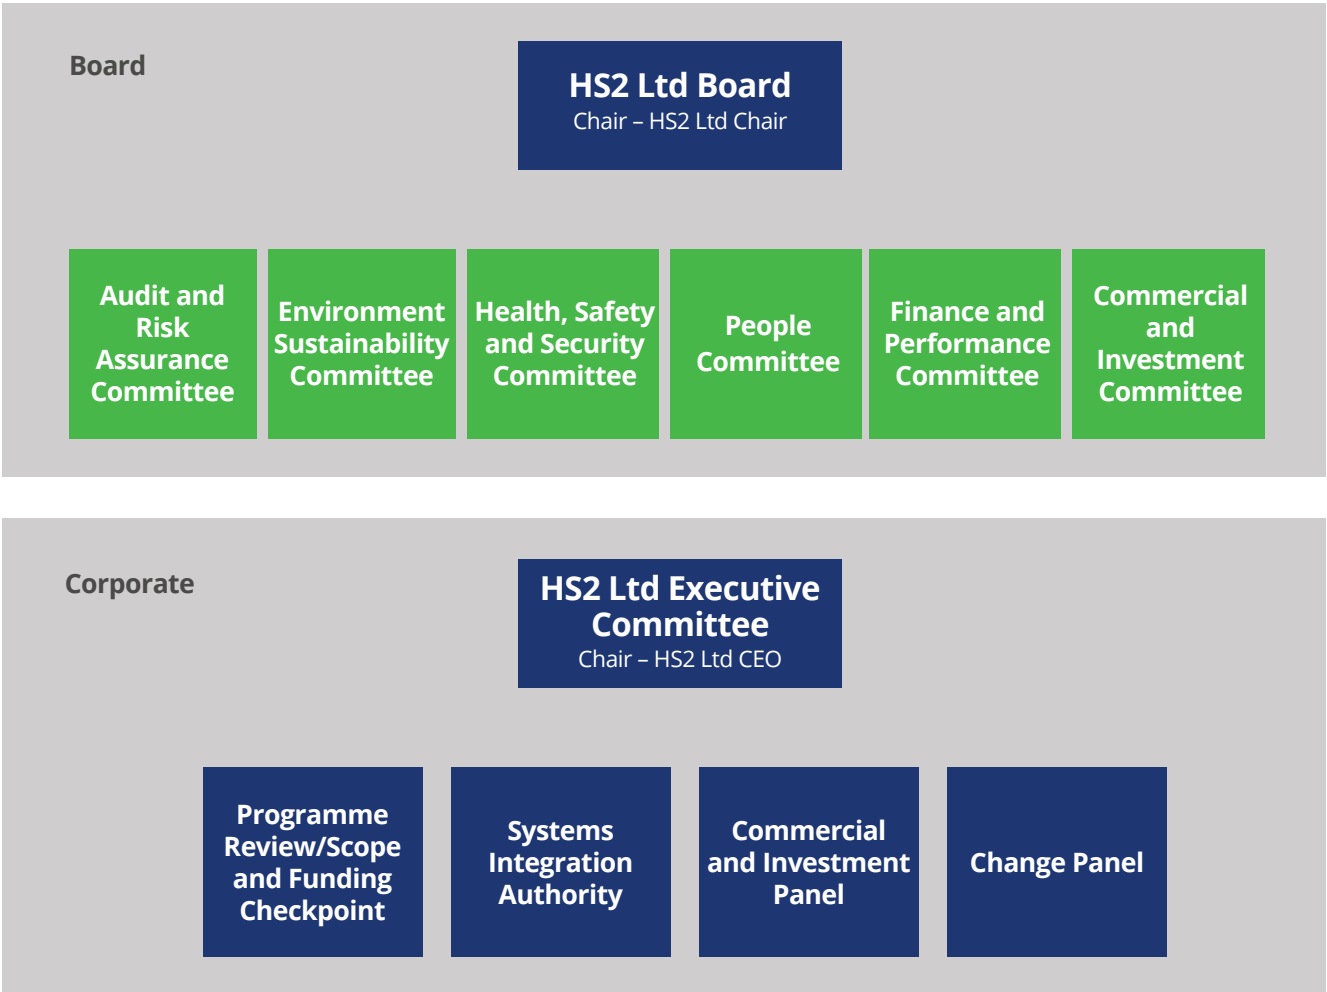 Board
HS2 Ltd Board
Chair – HS2 Ltd Chair
Audit and
Risk
Assurance
Committee
Environment
Sustainability
Committee
Health, Safety
and Security
Committee
People
Committee
Finance and
Performance
Committee
Commercial
and
Investment
Committee
Corporate
HS2 Ltd Executive
Committee
Chair – HS2 Ltd CEO
Programme
Review/Scope
and Funding
Checkpoint
Systems
Integration
Authority
Commercial
and Investment
Panel
Change Panel